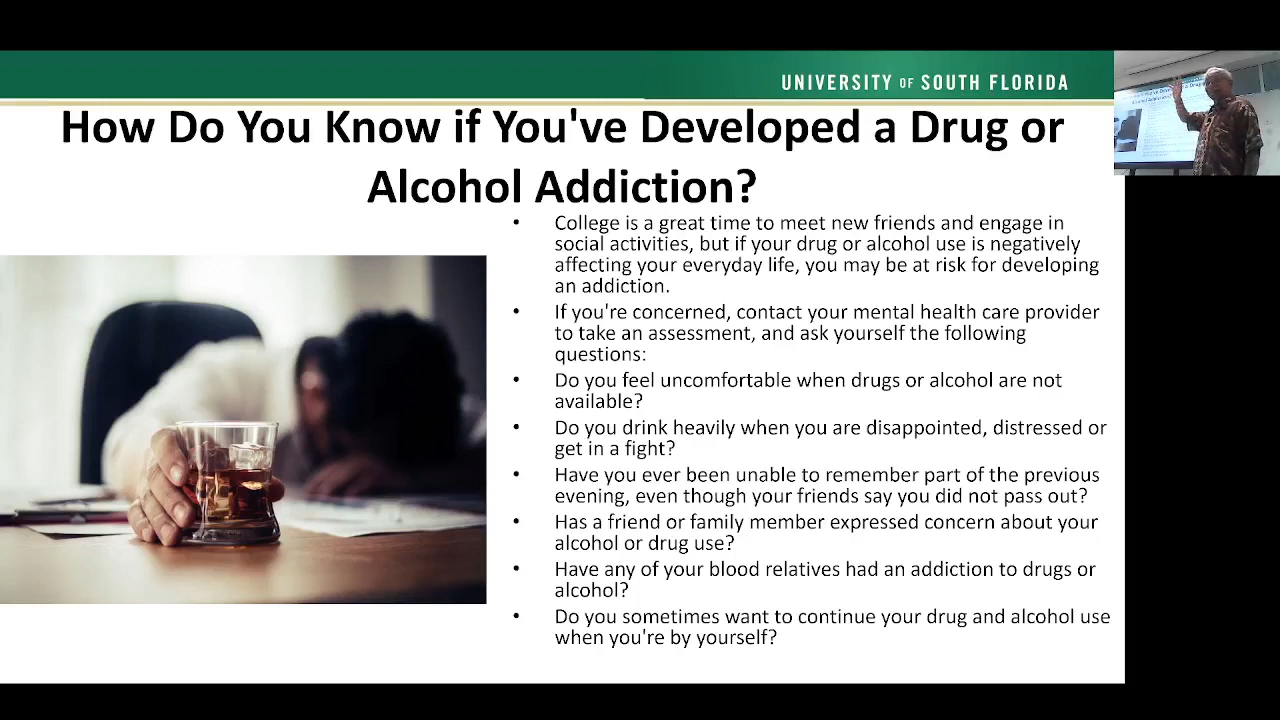 UNIVERSITY OF SOUTH FLORIDA
How Do You Know if You've Developed a Drug or
Alcohol Addiction?
• College is a great time to meet new friends and engage in
social activities, but if your drug or alcohol use is negatively
affecting your everyday life, you may be at risk for developing
an addiction.
• If you're concerned, contact your mental health care provider
to take an assessment, and ask yourself the following
questions:
• Do you feel uncomfortable when drugs or alcohol are not
available?
• Do you drink heavily when you are disappointed, distressed or
get in a fight?
• Have you ever been unable to remember part of the previous
evening, even though your friends say you did not pass out?
• Has a friend or family member expressed concern about your
alcohol or drug use?
• Have any of your blood relatives had an addiction to drugs or
alcohol?
• Do you sometimes want to continue your drug and alcohol use
when you're by yourself?